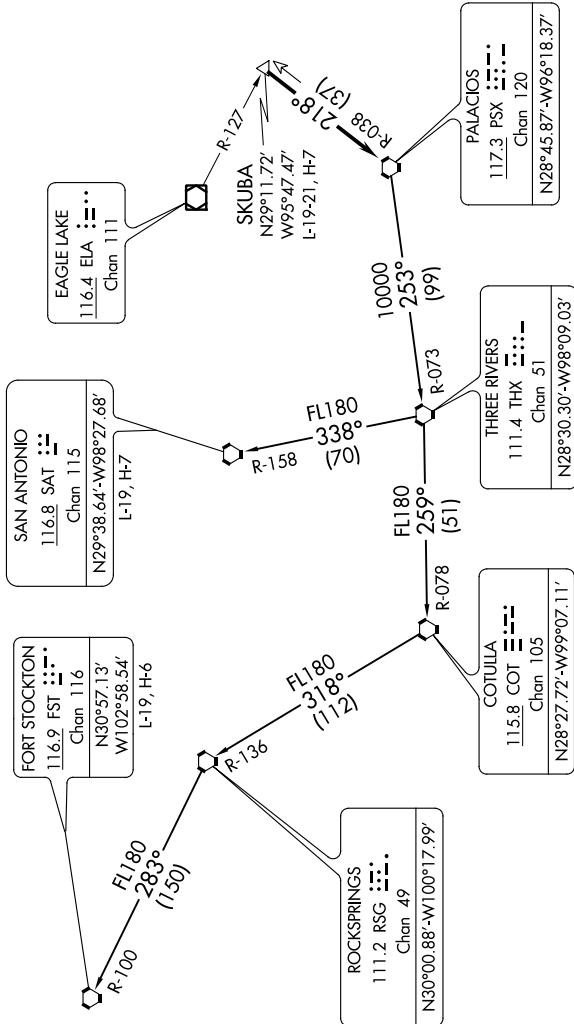 EAGLE LAKE
116.4 ELA
Chan 111
R-127
SKUBA
N29°11.72'
W95°47.47'
L-19-21, H-7
218°
(37)
R-038
PALACIOS
117.3 PSX
Chan 120
N28°45.87'-W96°18.37'
10000
253°
(99)
R-073
THREE RIVERS
111.4 THX
Chan 51
N28°30.30'-W98°09.03'
SAN ANTONIO
116.8 SAT
Chan 115
N29°38.64'-W98°27.68'
L-19, H-7
FL180
338°
(70)
R-158
FL180
259°
(51)
R-078
COTULLA
115.8 COT
Chan 105
N28°27.72'-W99°07.11'
FL180
318°
(112)
R-136
ROCKSPRINGS
111.2 RSG
Chan 49
N30°00.88'-W100°17.99'
FL180
283°
(150)
R-100
FORT STOCKTON
116.9 FST
Chan 116
N30°57.13'
W102°58.54'
L-19, H-6